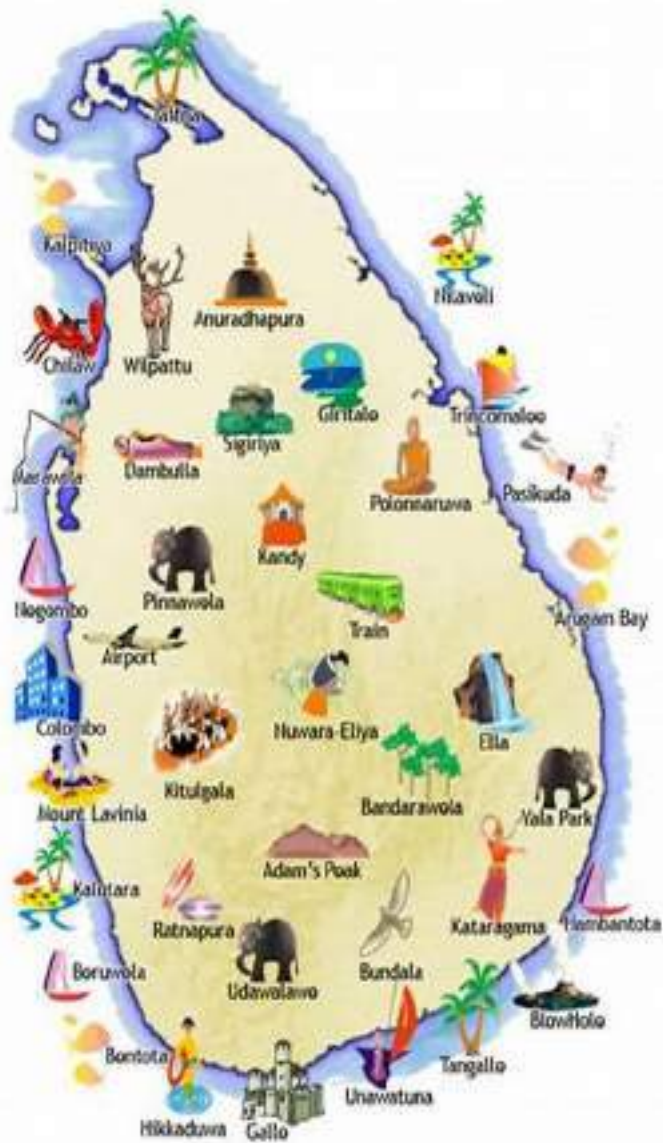 Jaffna
Kalpitiya
Nilaveli
Anuradhapura
Chilaw
Wilpattu
Giritale
Trincomalee
Sigiriya
Dambulla
Marawila
Polonnaruwa
Pasikuda
Kandy
Pinnawela
Negombo
Train
Arugam Bay
Airport
Colombo
Nuwara-Eliya
Ella
Kitulgala
Bandarawela
Mount Lavinia
Yala Park
Adam's Peak
Kalutara
Ratnapura
Kataragama
Hambantota
Beruwela
Udawalawe
Bundala
BlowHole
Bentota
Tangalle
Unawatuna
Hikkaduwa
Galle